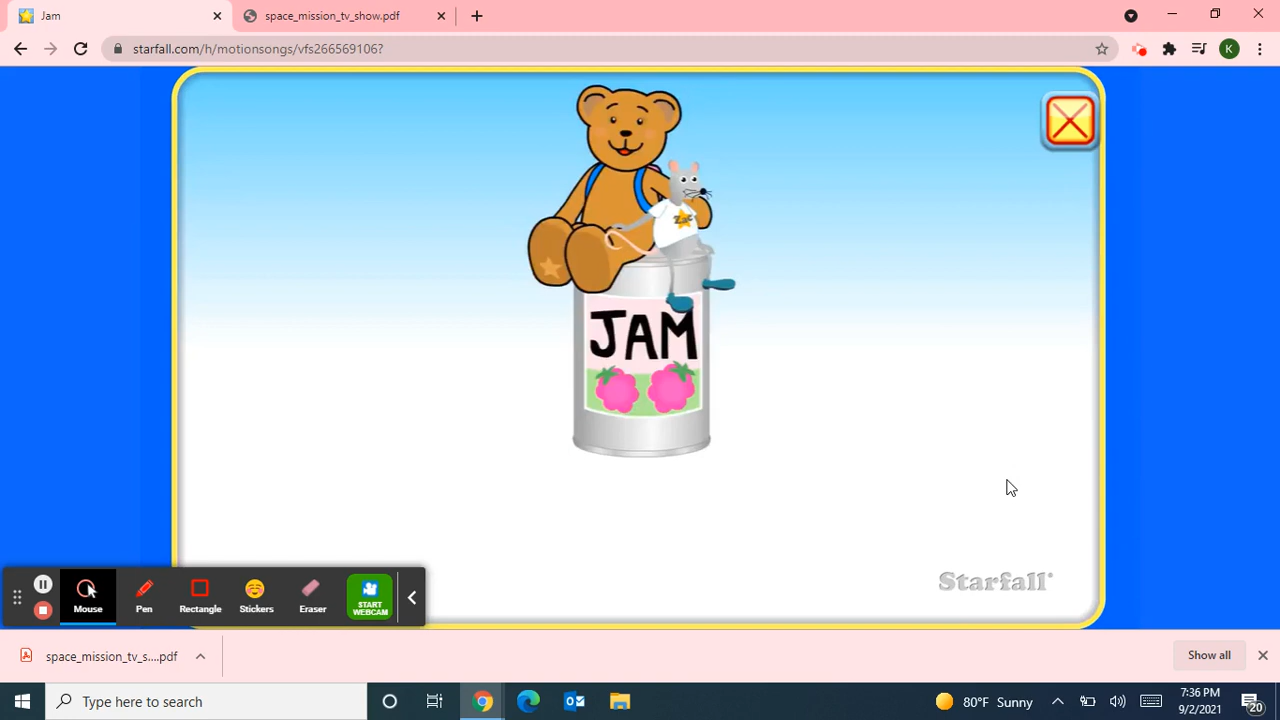 Jam
space_mission_tv_show.pdf
starfall.com/h/motionsongs/vfs266569106?
K
Zac
JAM
Starfall®
Mouse
Pen
Rectangle
Stickers
Eraser
START
WEBCAM
space_mission_tv_s....pdf
Show all
Type here to search
80°F Sunny
7:36 PM
9/2/2021
20